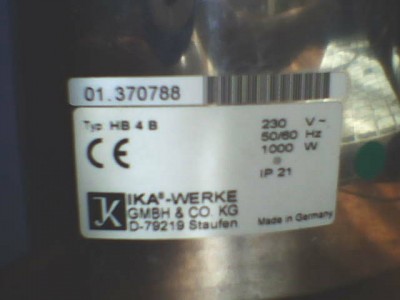 01.370788
Typ HB 4 B
230 V~
50/60 Hz
1000 W
IP 21
CE
IKA®-WERKE
GMBH & CO. KG
D-79219 Staufen
Made in Germany